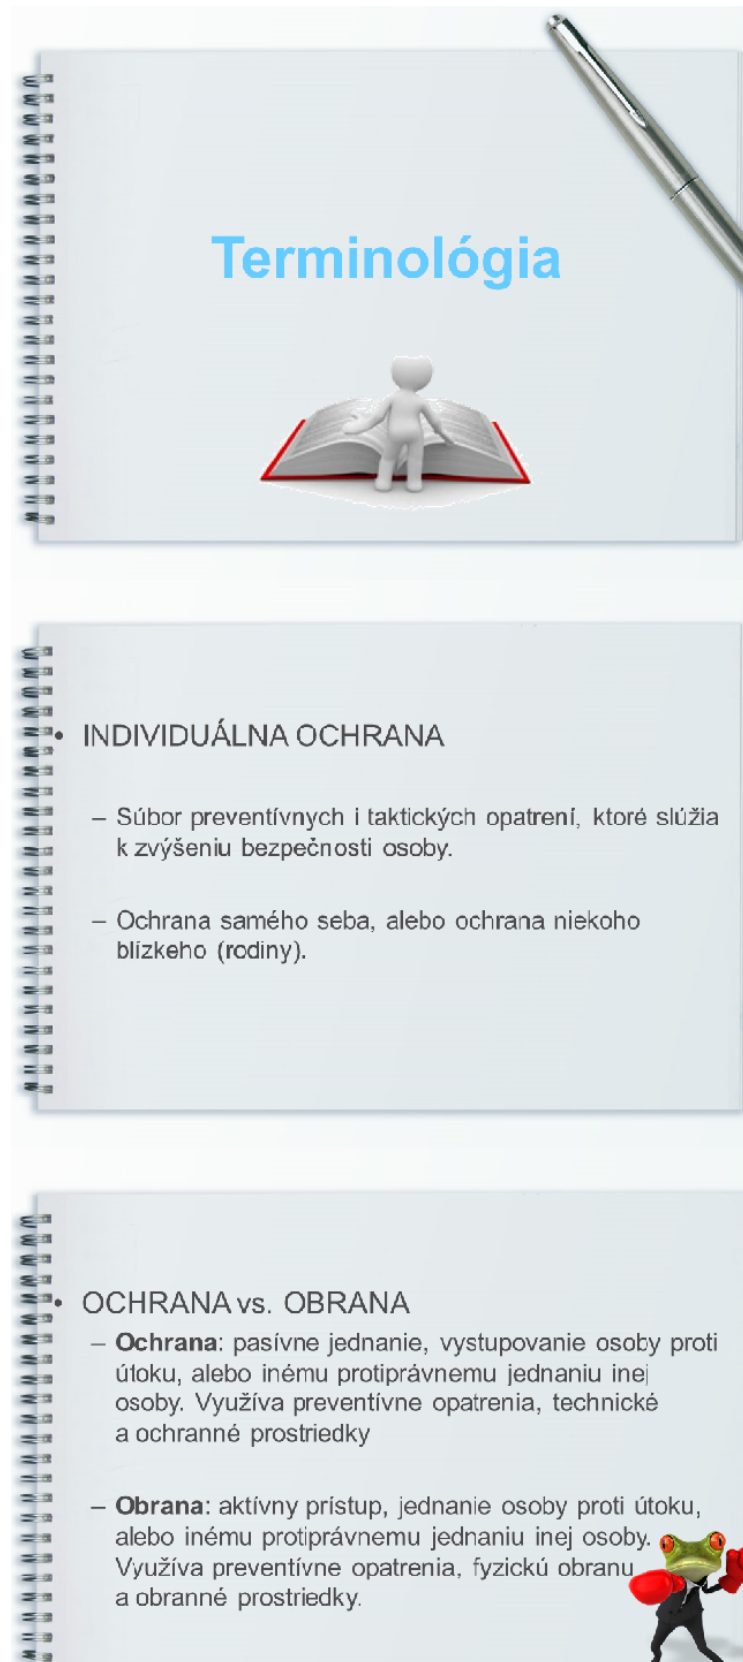 Terminológia
• INDIVIDUÁLNA OCHRANA
– Súbor preventívnych i taktických opatrení, ktoré slúžia
k zvýšeniu bezpečnosti osoby.
– Ochrana samého seba, alebo ochrana niekoho
blízkeho (rodiny).
• OCHRANA vs. OBRANA
– Ochrana: pasívne jednanie, vystupovanie osoby proti
útoku, alebo inému protiprávnemu jednaniu inej
osoby. Využíva preventívne opatrenia, technické
a ochranné prostriedky
– Obrana: aktívny prístup, jednanie osoby proti útoku,
alebo inému protiprávnemu jednaniu inej osoby.
Využíva preventívne opatrenia, fyzickú obranu
a obranné prostriedky.